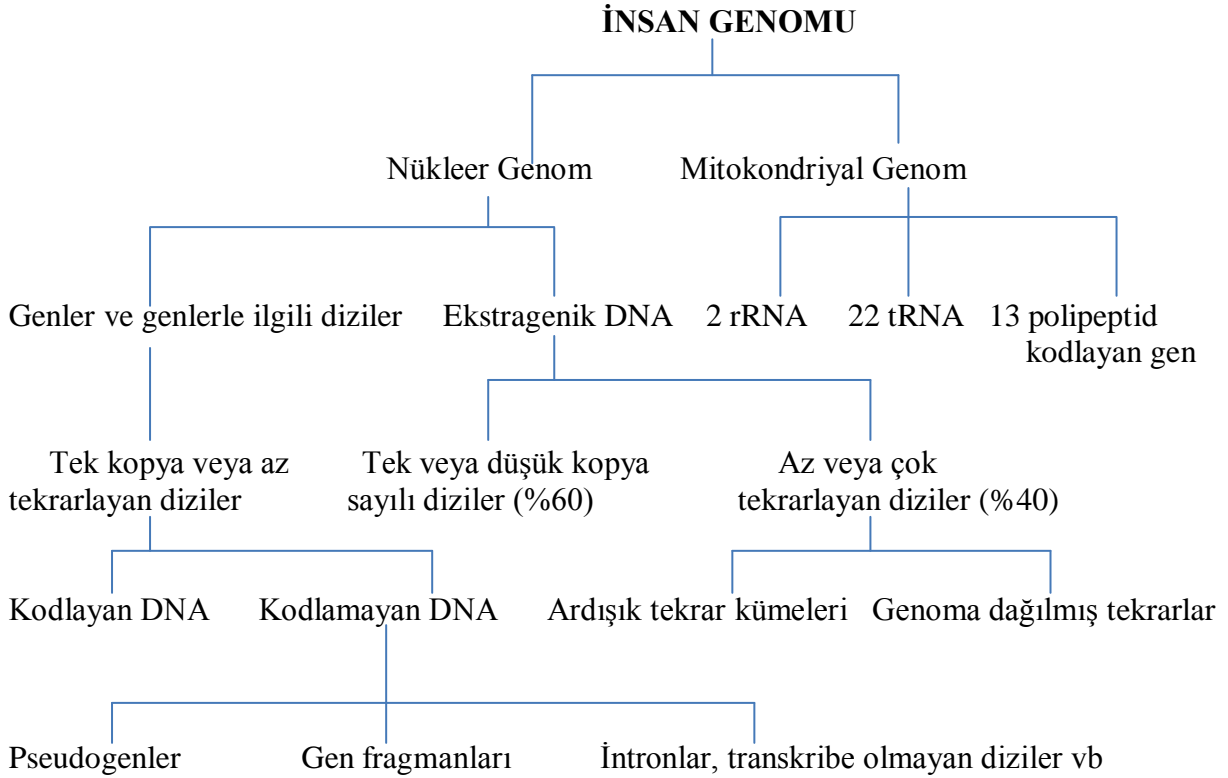 İNSAN GENOMU
Nükleer Genom
Mitokondriyal Genom
Genler ve genlerle ilgili diziler
Ekstragenik DNA
2 rRNA
22 tRNA
13 polipeptid
kodlayan gen
Tek kopya veya az
tekrarlayan diziler
Tek veya düşük kopya
sayılı diziler (%60)
Az veya çok
tekrarlayan diziler (%40)
Kodlayan DNA
Kodlamayan DNA
Ardışık tekrar kümeleri
Genoma dağılmış tekrarlar
Pseudogenler
Gen fragmanları
İntronlar, transkribe olmayan diziler vb